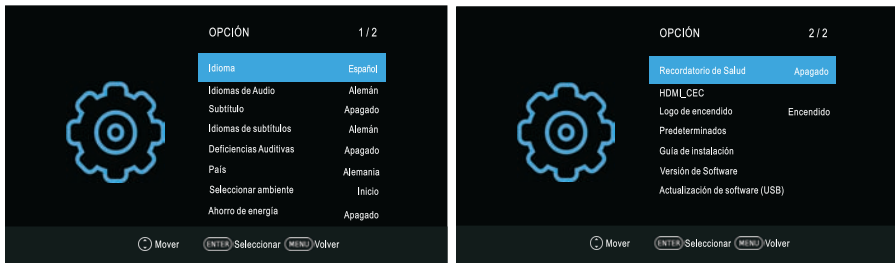 OPCIÓN 1 / 2
Idioma Español
Idiomas de Audio Alemán
Subtítulo Apagado
Idiomas de subtítulos Alemán
Deficiencias Auditivas Apagado
País Alemania
Seleccionar ambiente Inicio
Ahorro de energía Apagado
Mover ENTER Seleccionar MENU Volver
OPCIÓN 2 / 2
Recordatorio de Salud Apagado
HDMI_CEC
Logo de encendido Encendido
Predeterminados
Guía de instalación
Versión de Software
Actualización de software (USB)
Mover ENTER Seleccionar MENU Volver